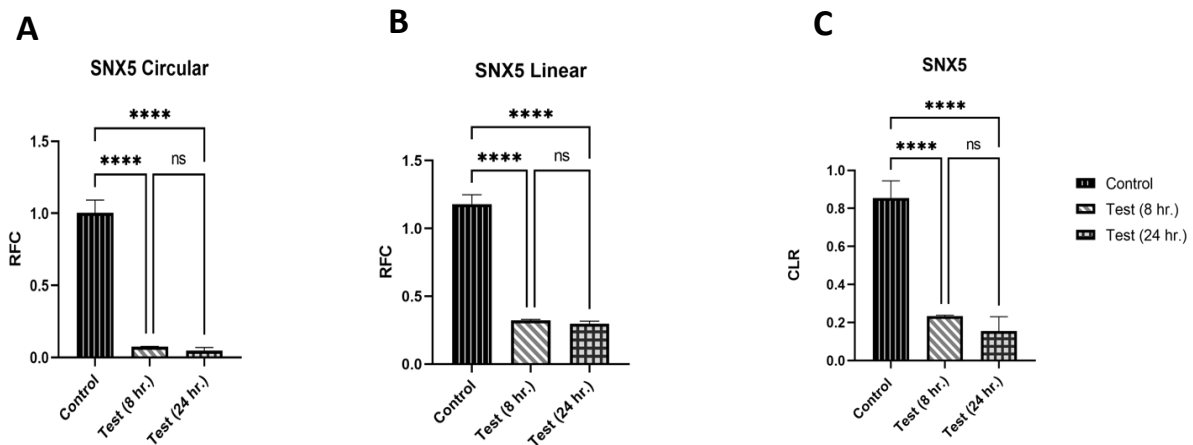 A
SNX5 Circular
****
****
ns
1.5
1.0
0.5
0.0
RFC
Control
Test (8 hr.)
Test (24 hr.)
B
SNX5 Linear
****
****
ns
1.5
1.0
0.5
0.0
RFC
Control
Test (8 hr.)
Test (24 hr.)
C
SNX5
****
****
ns
1.0
0.8
0.6
0.4
0.2
0.0
CLR
Control
Test (8 hr.)
Test (24 hr.)
Control
Test (8 hr.)
Test (24 hr.)